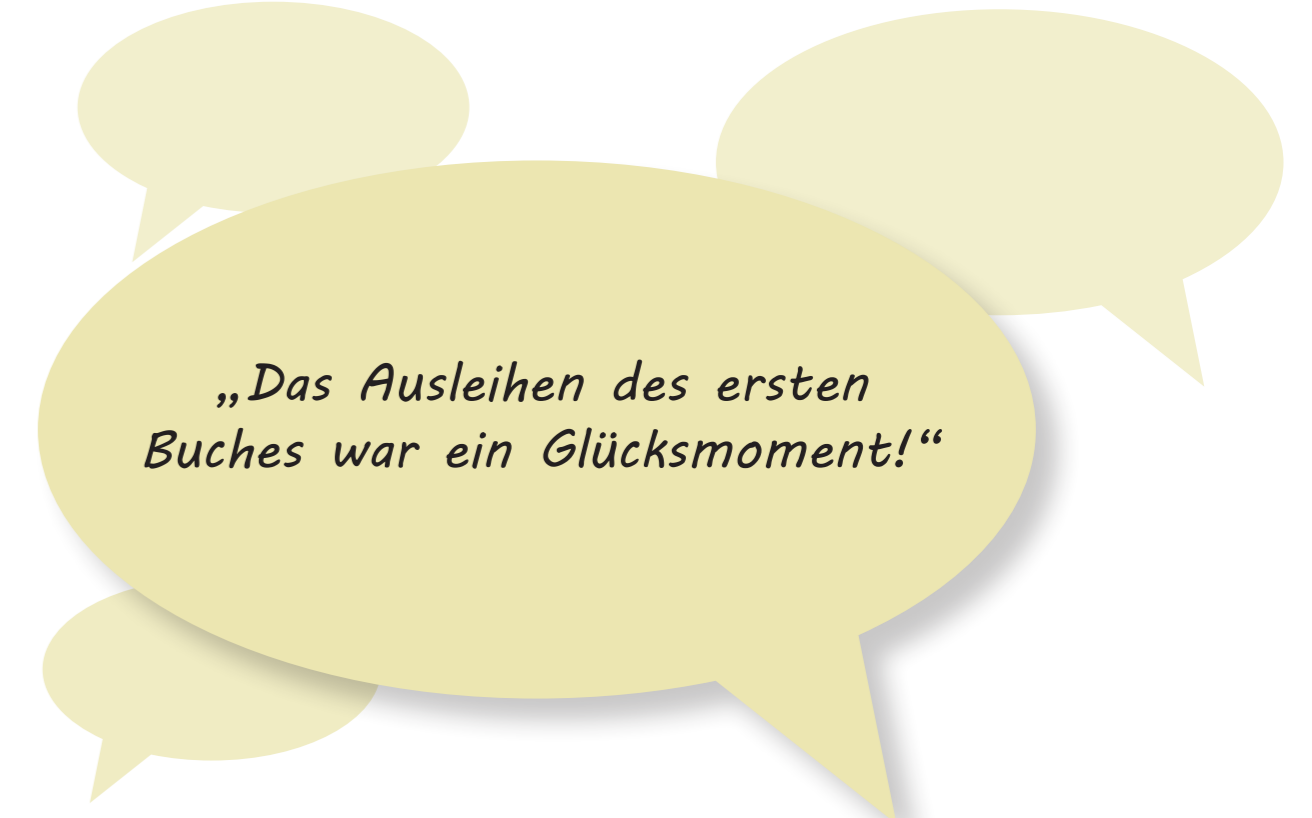 „Das Ausleihen des ersten
Buches war ein Glücksmoment!“